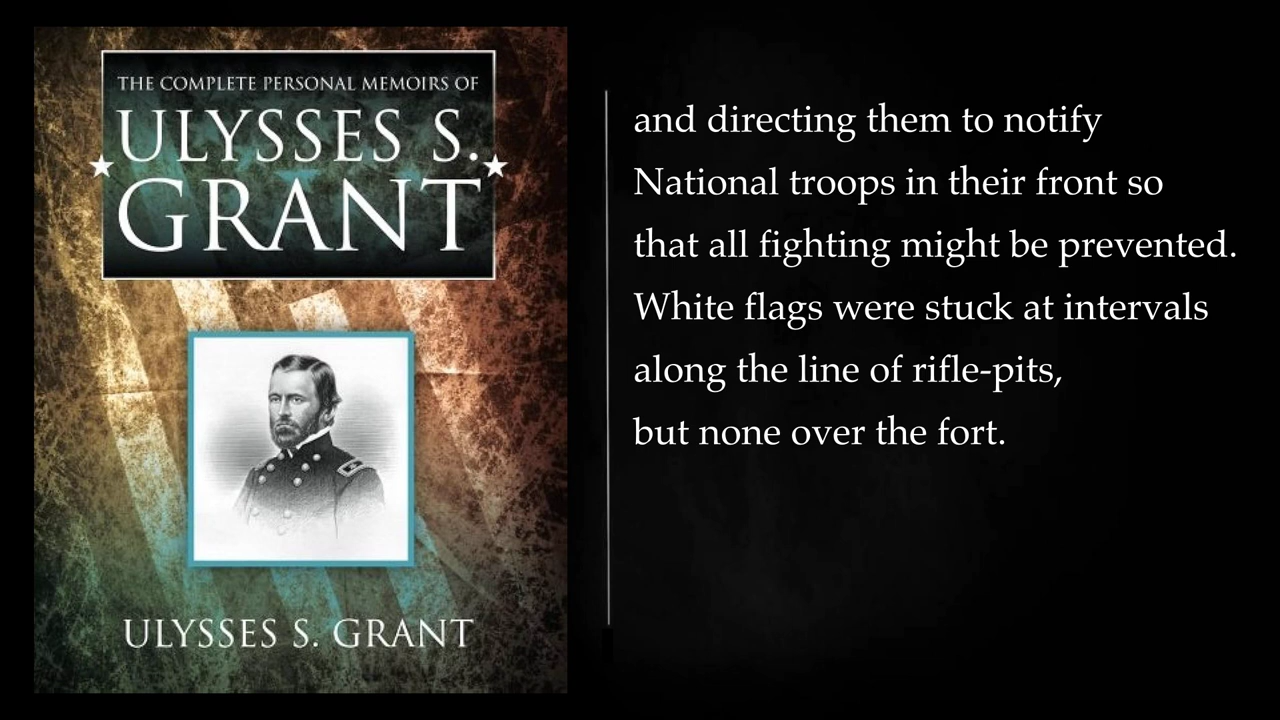 THE COMPLETE PERSONAL MEMOIRS OF
ULYSSES S.
GRANT
ULYSSES S. GRANT
and directing them to notify
National troops in their front so
that all fighting might be prevented.
White flags were stuck at intervals
along the line of rifle-pits,
but none over the fort.